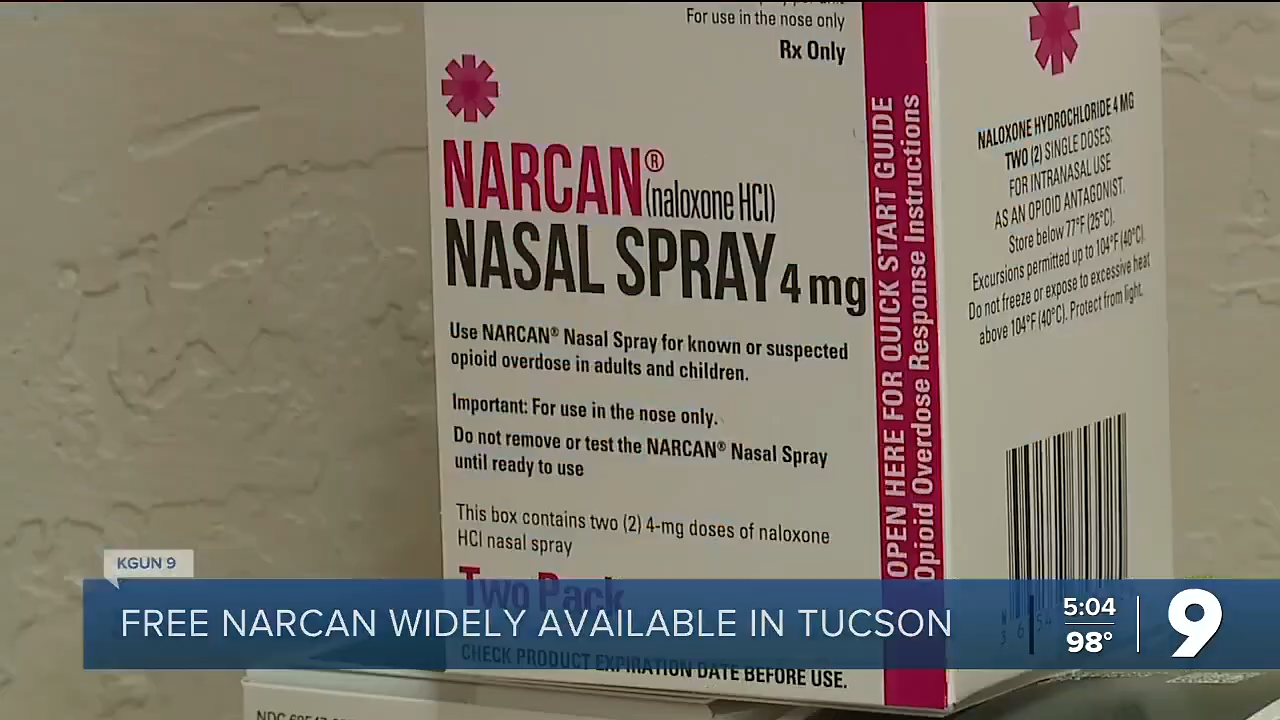 For use in the nose only
Rx Only
NARCAN®
(naloxone HCl)
NASAL SPRAY 4 mg
Use NARCAN® Nasal Spray for known or suspected
opioid overdose in adults and children.
Important: For use in the nose only.
Do not remove or test the NARCAN® Nasal Spray
until ready to use
This box contains two (2) 4-mg doses of naloxone
HCl nasal spray
Two Pack
CHECK PRODUCT EXPIRATION DATE BEFORE USE.
OPEN HERE FOR QUICK START GUIDE
Opioid Overdose Response Instructions
NALOXONE HYDROCHLORIDE 4 MG
TWO (2) SINGLE DOSES.
FOR INTRANASAL USE
AS AN OPIOID ANTAGONIST.
Store below 77°F (25°C).
Excursions permitted up to 104°F (40°C).
Do not freeze or expose to excessive heat
above 104°F (40°C). Protect from light.
KGUN 9
FREE NARCAN WIDELY AVAILABLE IN TUCSON
5:04
98°
9
NDC